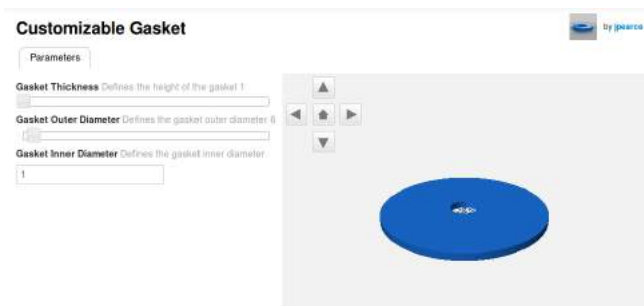 Customizable Gasket
by jpearce
Parameters
Gasket Thickness Defines the height of the gasket 1
Gasket Outer Diameter Defines the gasket outer diameter 6
Gasket Inner Diameter Defines the gasket inner diameter.
1